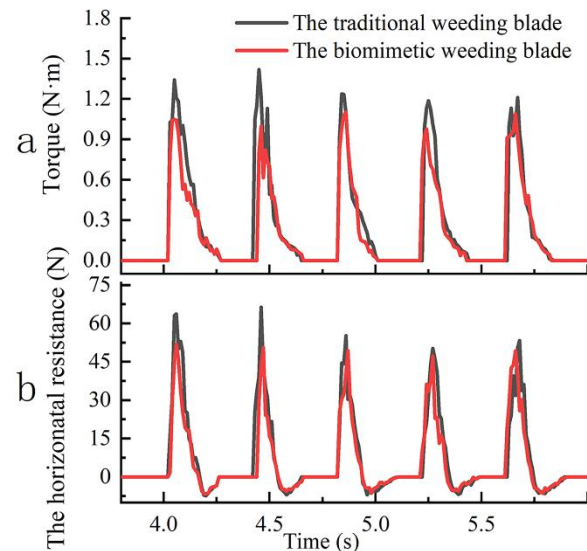 The traditional weeding blade
The biomimetic weeding blade
a
Torque (N·m)
1.8
1.5
1.2
0.9
0.6
0.3
0.0
b
The horizonatal resistance (N)
75
60
45
30
15
0
4.0 4.5 5.0 5.5
Time (s)